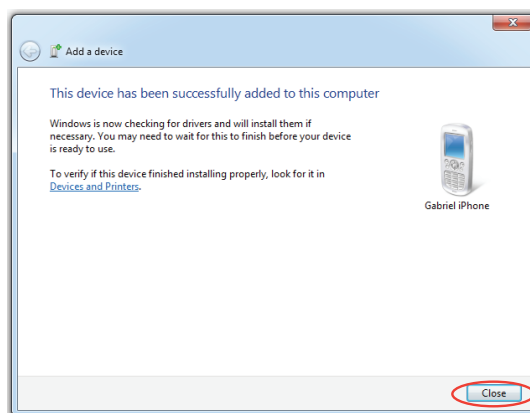 Add a device
This device has been successfully added to this computer
Windows is now checking for drivers and will install them if
necessary. You may need to wait for this to finish before your device
is ready to use.
To verify if this device finished installing properly, look for it in
Devices and Printers.
Gabriel iPhone
Close